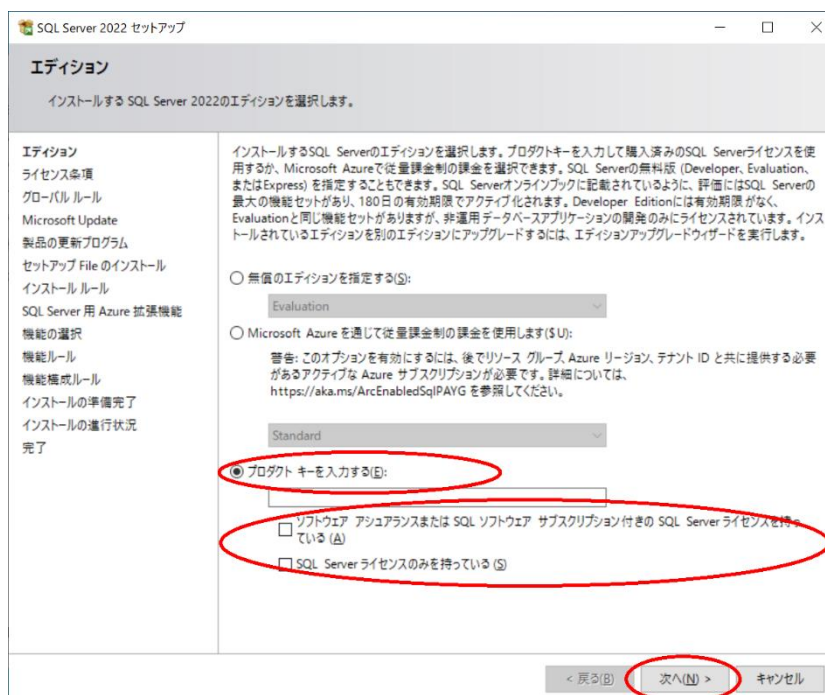 SQL Server 2022 セットアップ
エディション
インストールする SQL Server 2022のエディションを選択します。
エディション
ライセンス条項
グローバル ルール
Microsoft Update
製品の更新プログラム
セットアップ File のインストール
インストール ルール
SQL Server 用 Azure 拡張機能
機能の選択
機能ルール
機能構成ルール
インストールの準備完了
インストールの進行状況
完了
インストールするSQL Serverのエディションを選択します。プロダクトキーを入力して購入済みのSQL Serverライセンスを使
用するか、Microsoft Azureで従量課金制の課金を選択できます。SQL Serverの無料版 (Developer、Evaluation、
またはExpress) を指定することもできます。SQL Serverオンラインブックに記載されているように、評価にはSQL Serverの
最大の機能セットがあり、180日の有効期限でアクティブ化されます。Developer Editionには有効期限がなく、
Evaluationと同じ機能セットがありますが、非運用データベースアプリケーションの開発のみにライセンスされています。インス
トールされているエディションを別のエディションにアップグレードするには、エディションアップグレードウィザードを実行します。
無償のエディションを指定する(S):
Evaluation
Microsoft Azure を通じて従量課金制の課金を使用します($U):
警告: このオプションを有効にするには、後でリソース グループ、Azure リージョン、テナント ID と共に提供する必要
があるアクティブな Azure サブスクリプションが必要です。詳細については、
https://aka.ms/ArcEnabledSqlPAYG を参照してください。
Standard
プロダクト キーを入力する(E):
ソフトウェア アシュアランスまたは SQL ソフトウェア サブスクリプション付きの SQL Server ライセンスを持っ
ている (A)
SQL Server ライセンスのみを持っている (S)
< 戻る(B)
次へ(N) >
キャンセル